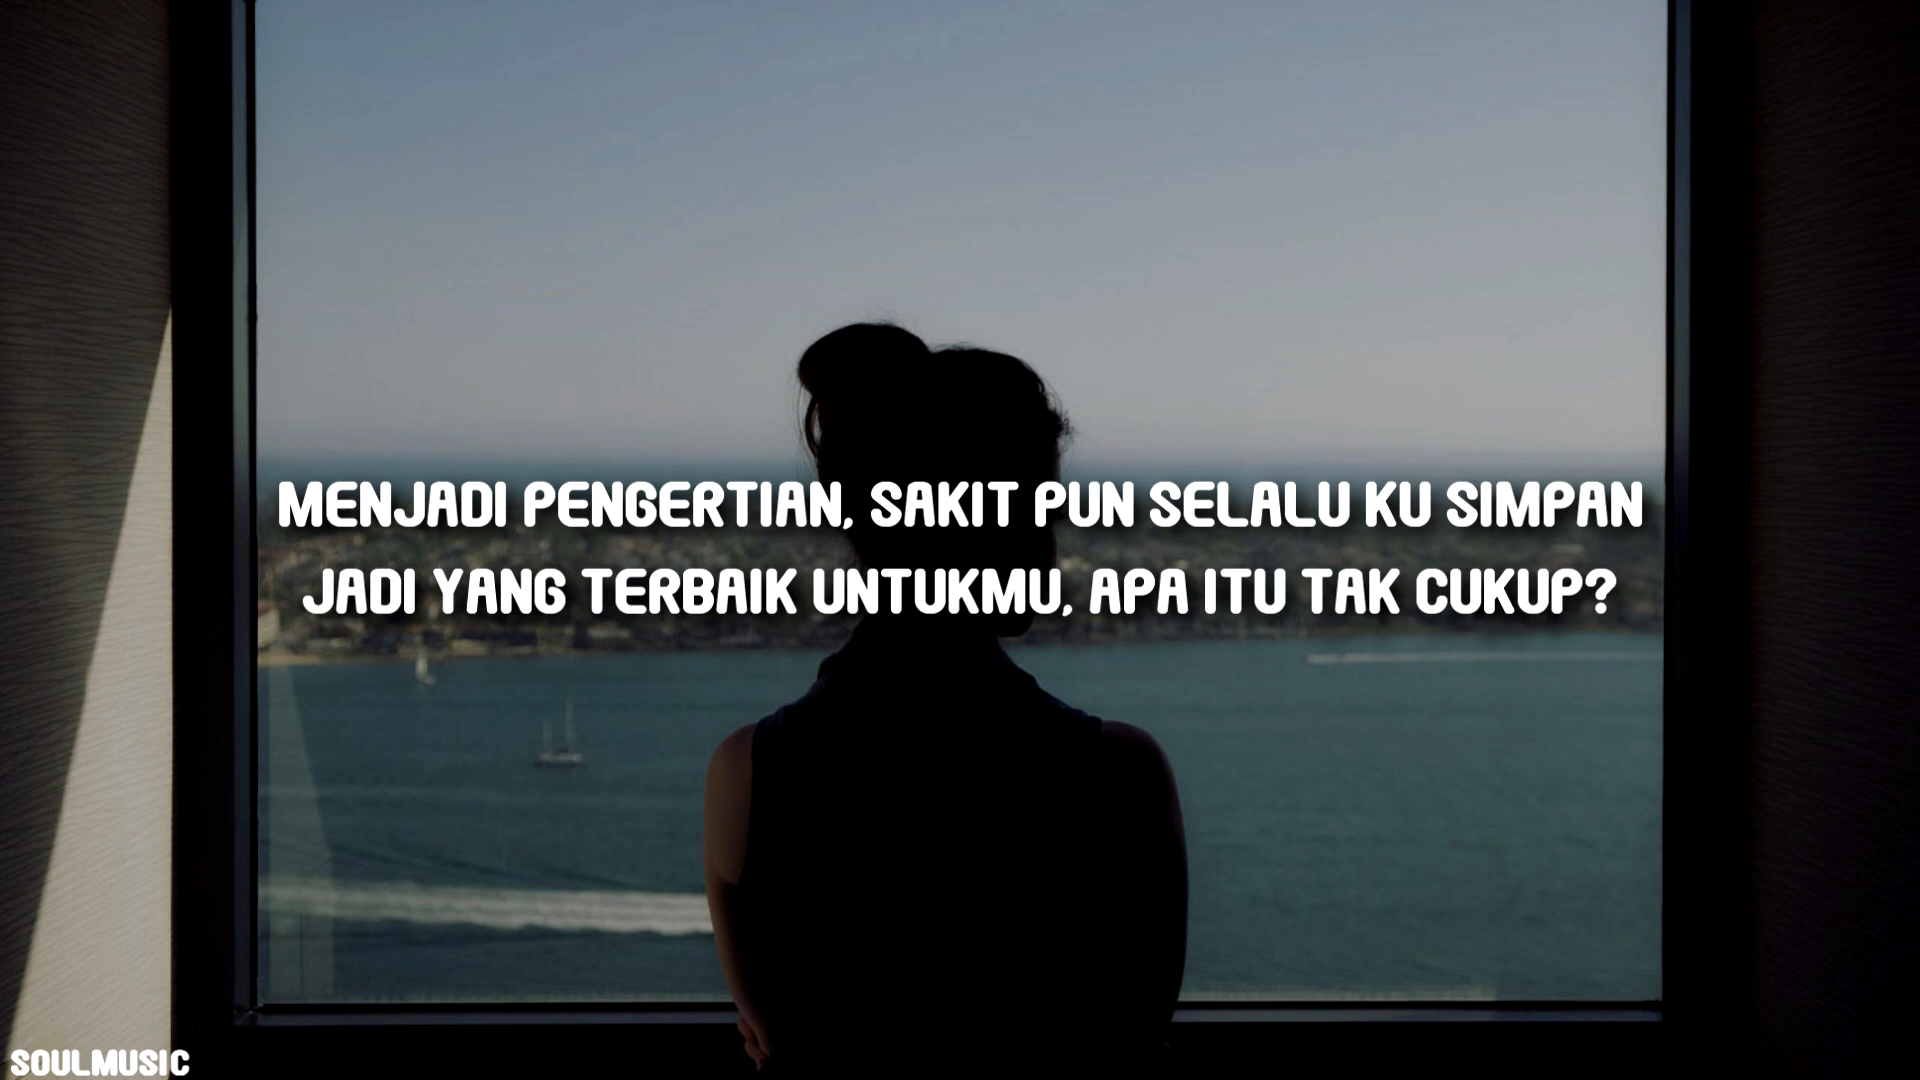 MENJADI PENGERTIAN, SAKIT PUN SELALU KU SIMPAN
JADI YANG TERBAIK UNTUKMU, APA ITU TAK CUKUP?
SOULMUSIC